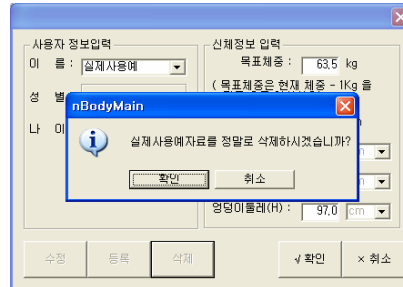 사용자 정보입력
이 름 : 실제사용예
성 별
나 이
신체정보 입력
목표체중 : 63,5 kg
( 목표체중은 현재 체중 - 1Kg 을
nBodyMain
실제사용예자료를 정말로 삭제하시겠습니까?
확인 취소
엉덩이둘레(H) : 97,0 cm
수정 등록 삭제 √ 확인 × 취소